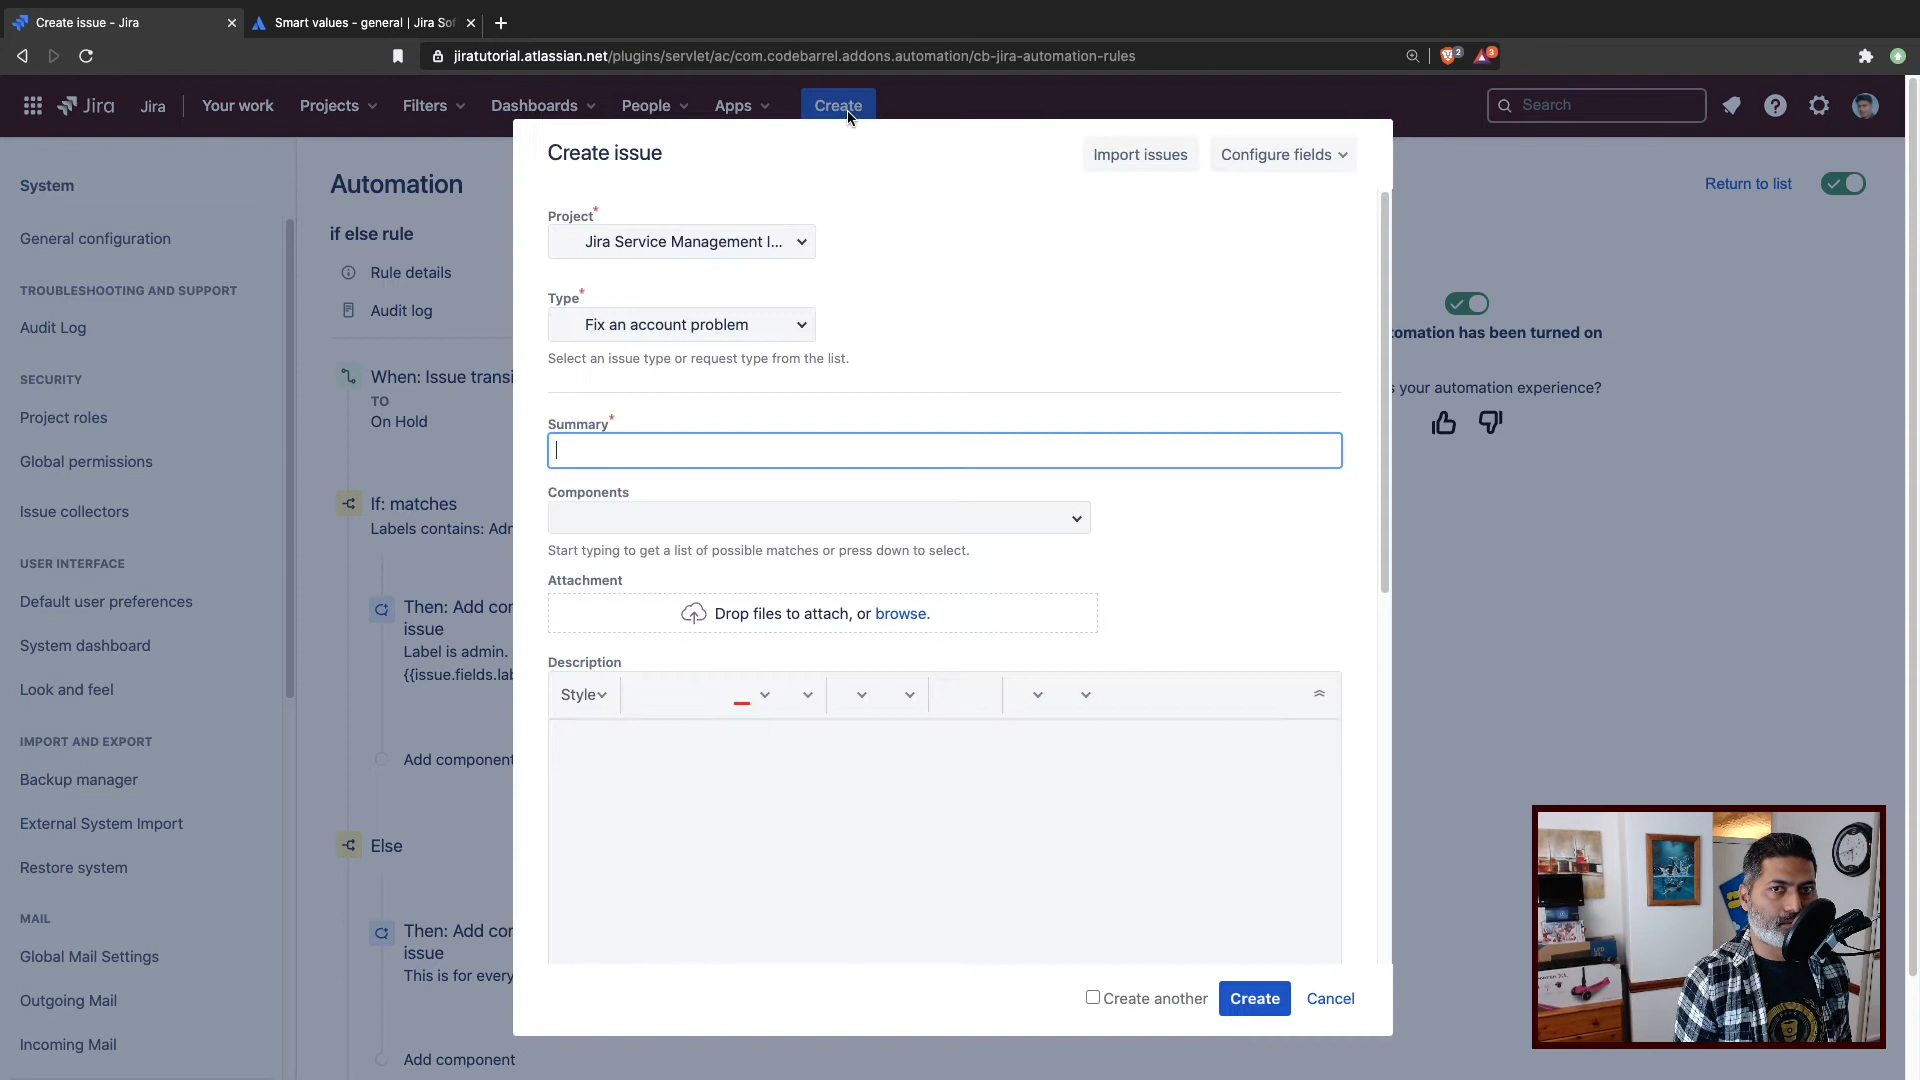 Create issue - Jira
Smart values - general | Jira Sof
jiratutorial.atlassian.net/plugins/servlet/ac/com.codebarrel.addons.automation/cb-jira-automation-rules
2
3
Jira
Jira
Your work
Projects
Filters
Dashboards
People
Apps
Create
Search
System
General configuration
TROUBLESHOOTING AND SUPPORT
Audit Log
SECURITY
Project roles
Global permissions
Issue collectors
USER INTERFACE
Default user preferences
System dashboard
Look and feel
IMPORT AND EXPORT
Backup manager
External System Import
Restore system
MAIL
Global Mail Settings
Outgoing Mail
Incoming Mail
Automation
Return to list
if else rule
Rule details
Audit log
When: Issue transi
TO
On Hold
If: matches
Labels contains: Adr
Then: Add cor
issue
Label is admin.
{{issue.fields.lab
Add component
Else
Then: Add cor
issue
This is for every
Add component
Create issue
Import issues
Configure fields
Project*
Jira Service Management I...
Type*
Fix an account problem
Select an issue type or request type from the list.
Summary*
Components
Start typing to get a list of possible matches or press down to select.
Attachment
Drop files to attach, or browse.
Description
Style
Create another
Create
Cancel
omation has been turned on
s your automation experience?